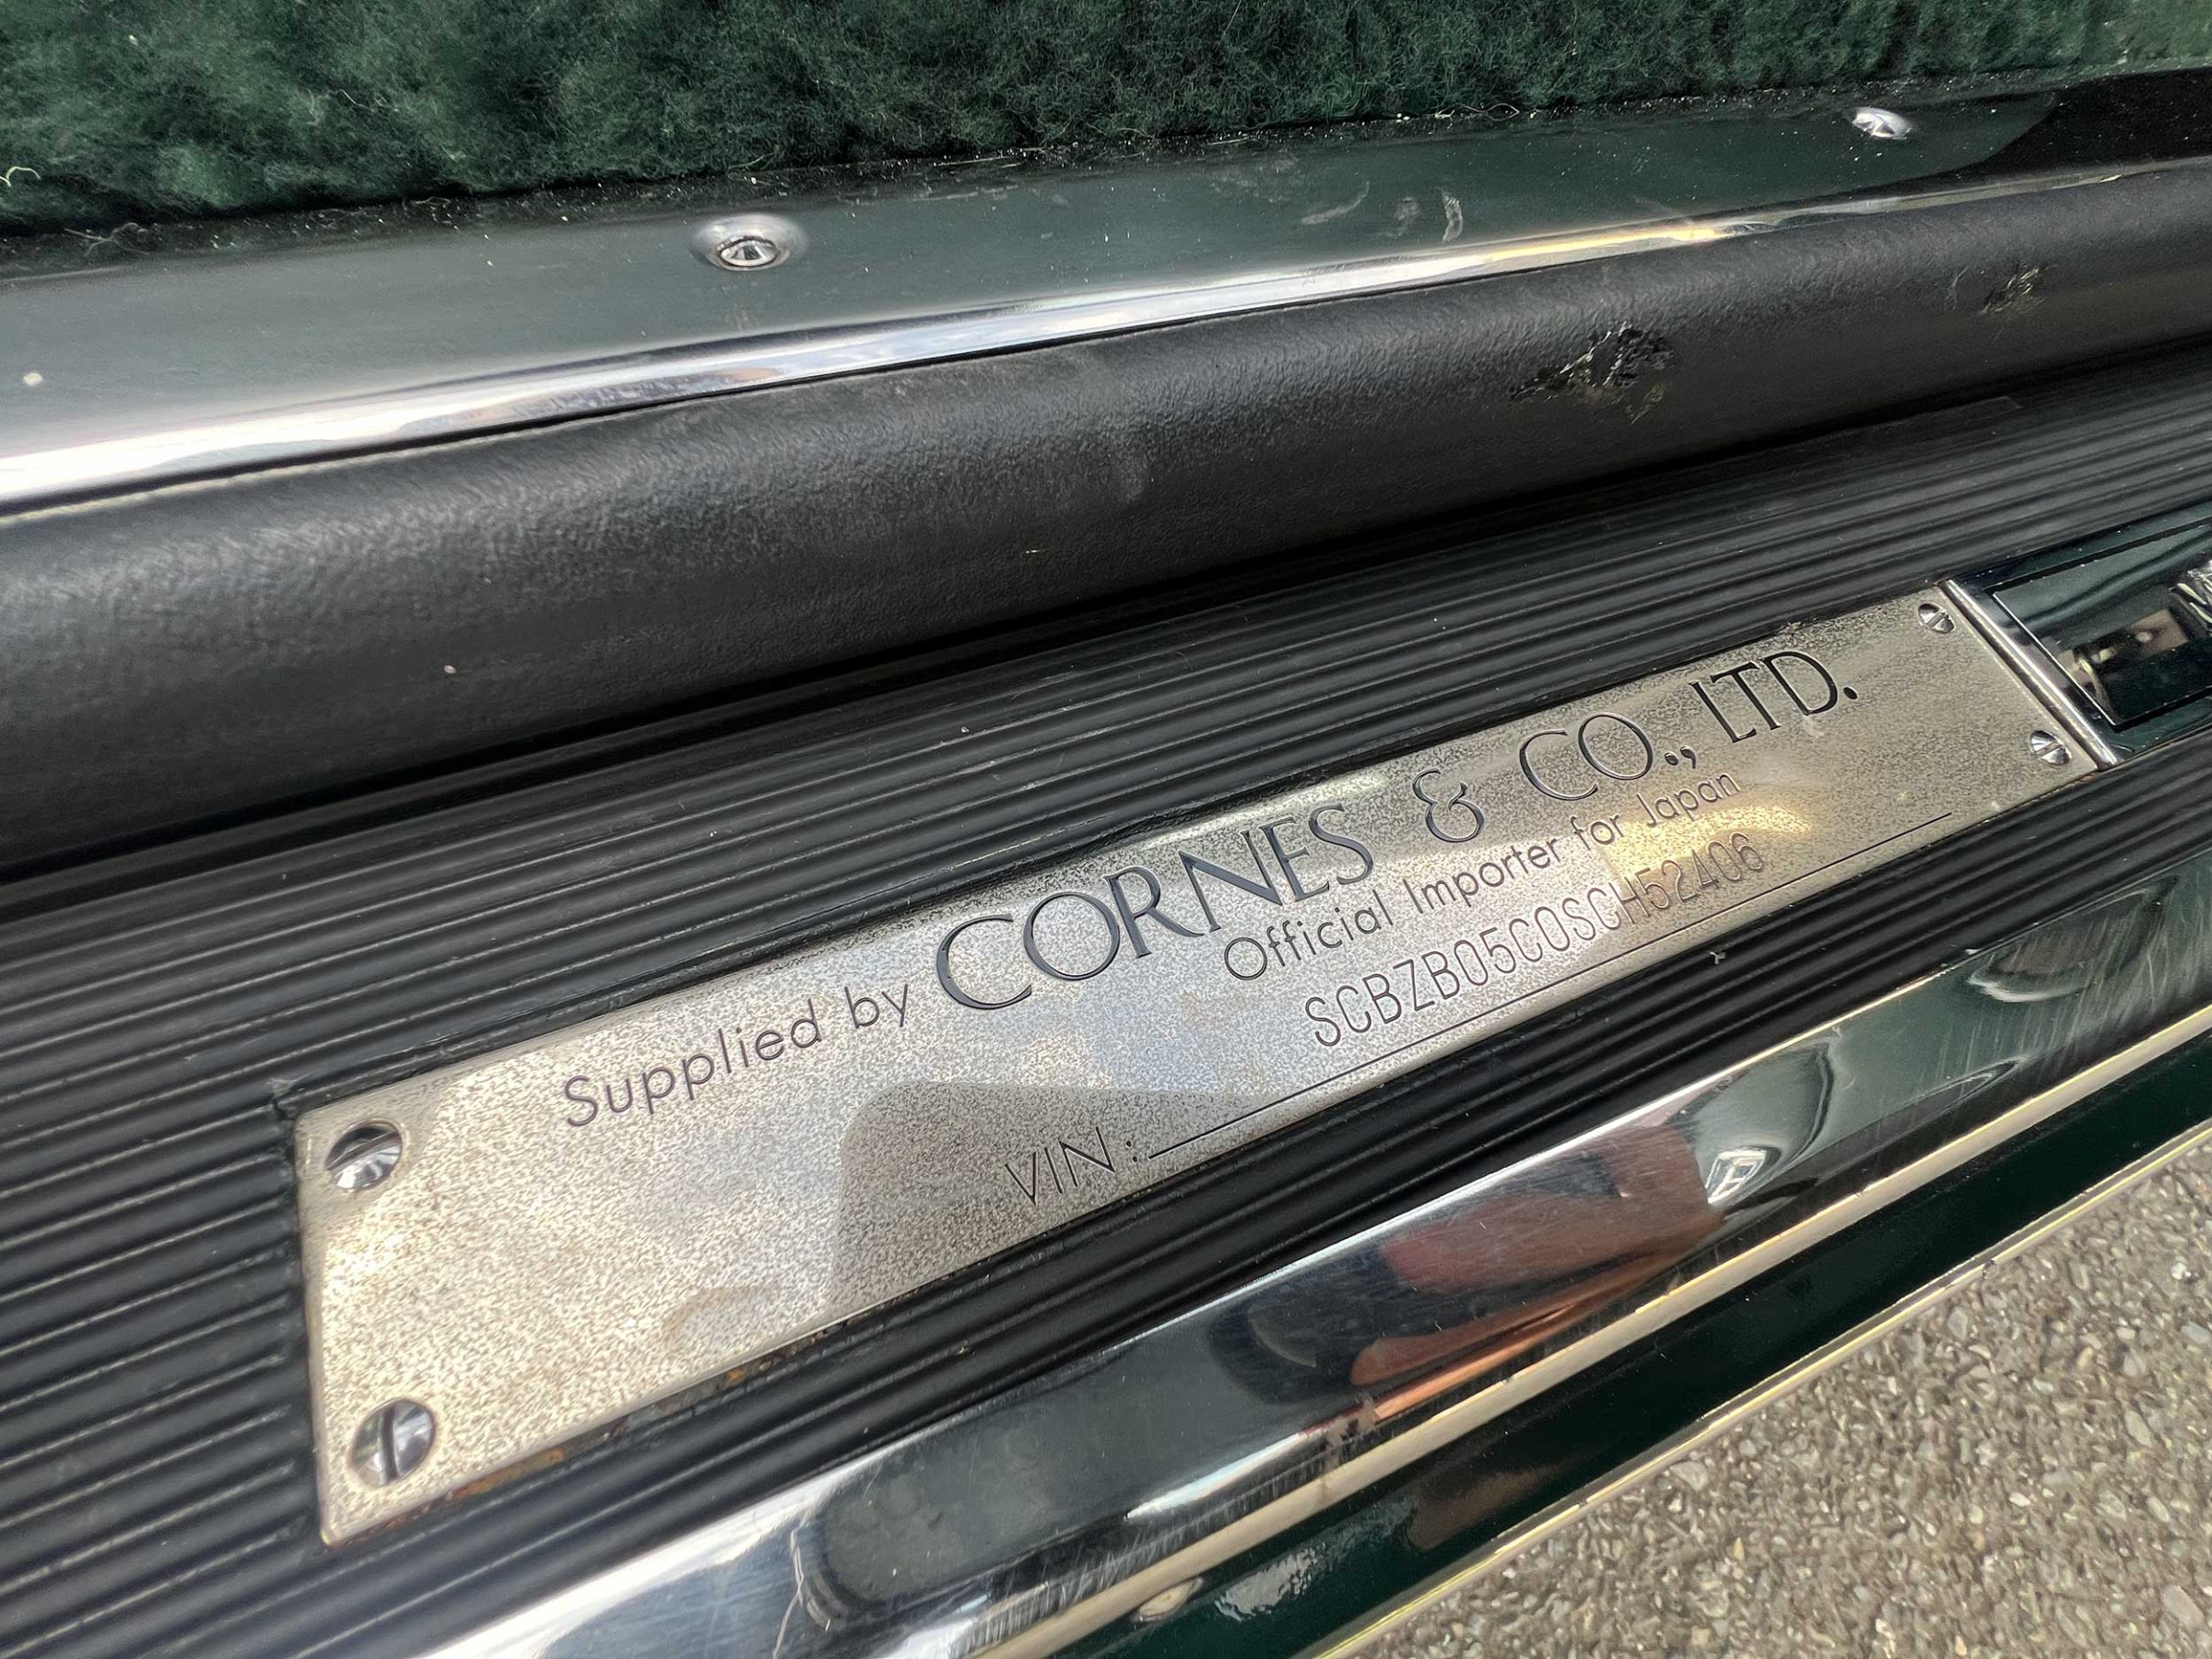 Supplied by CORNES & CO., LTD.
Official Importer for Japan
VIN: SCBZB05C0SCH52406